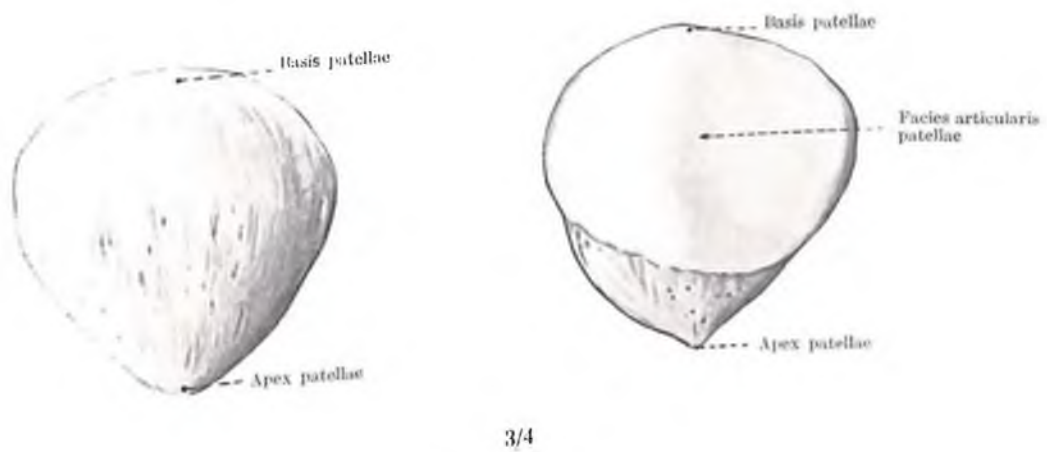 Basis patellae
Basis patellae
Facies articularis
patellae
Apex patellae
Apex patellae
3/4